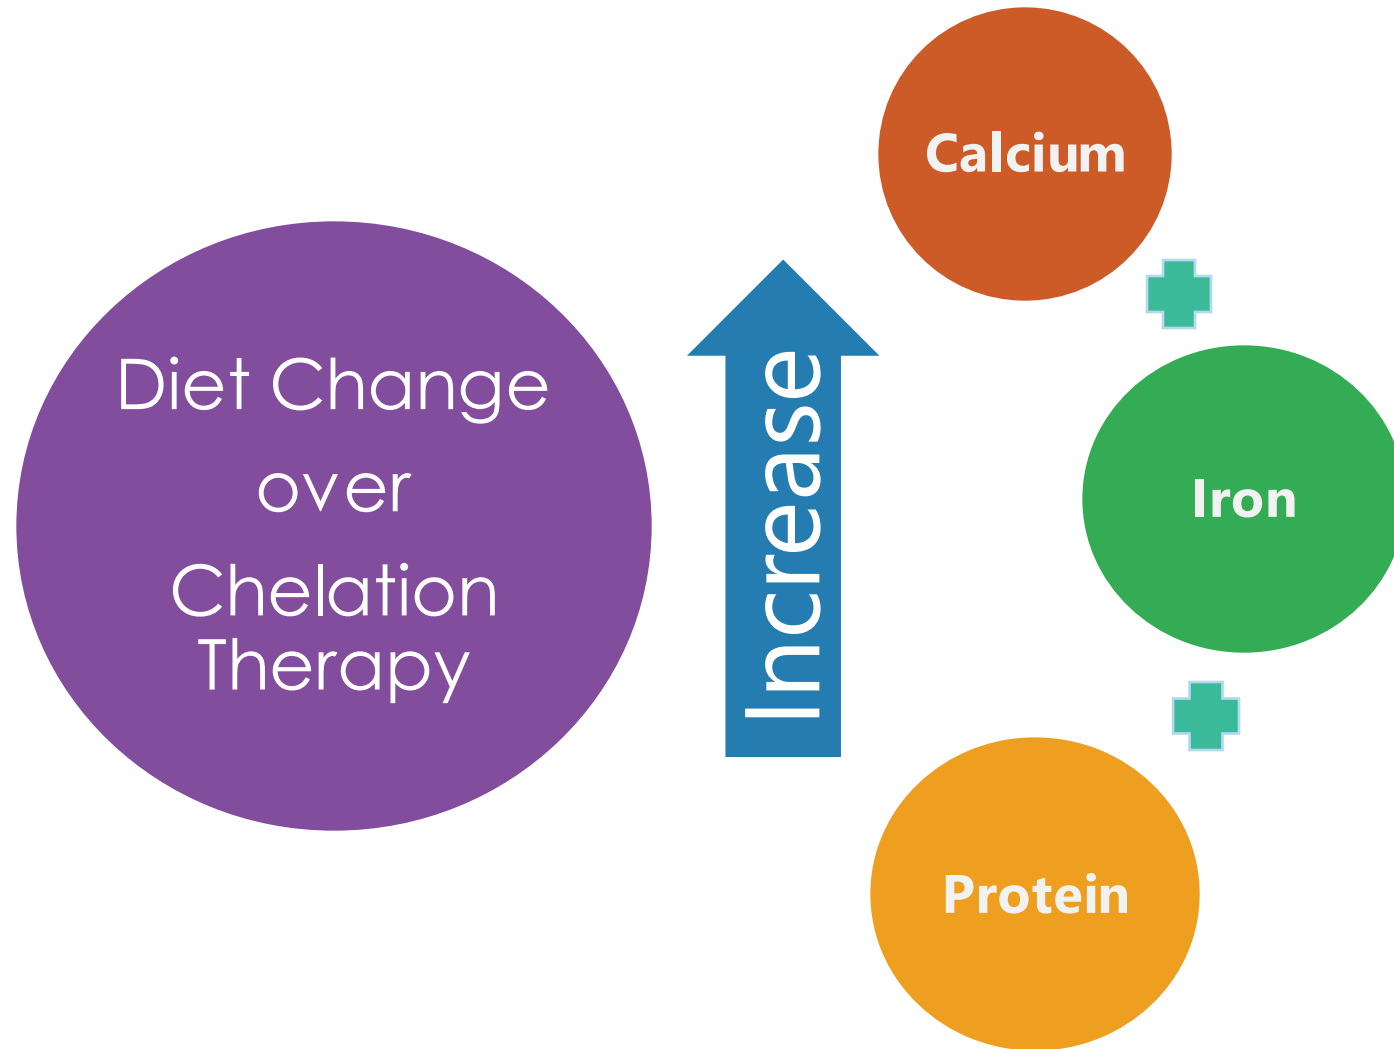 Diet Change
over
Chelation
Therapy
Increase
Calcium
Iron
Protein